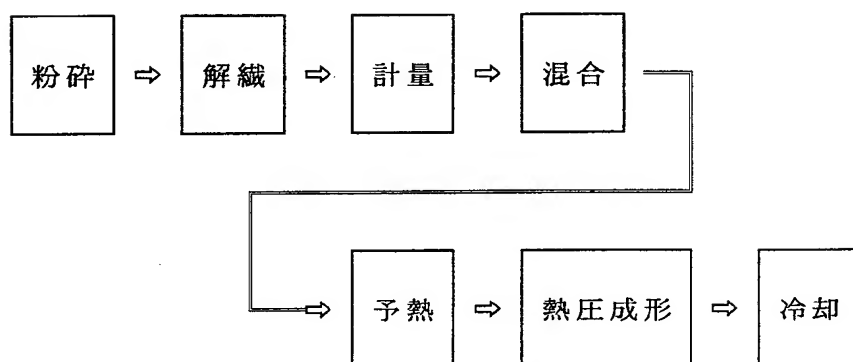 粉砕 ⇨ 解繊 ⇨ 計量 ⇨ 混合
予熱 ⇨ 熱圧成形 ⇨ 冷却